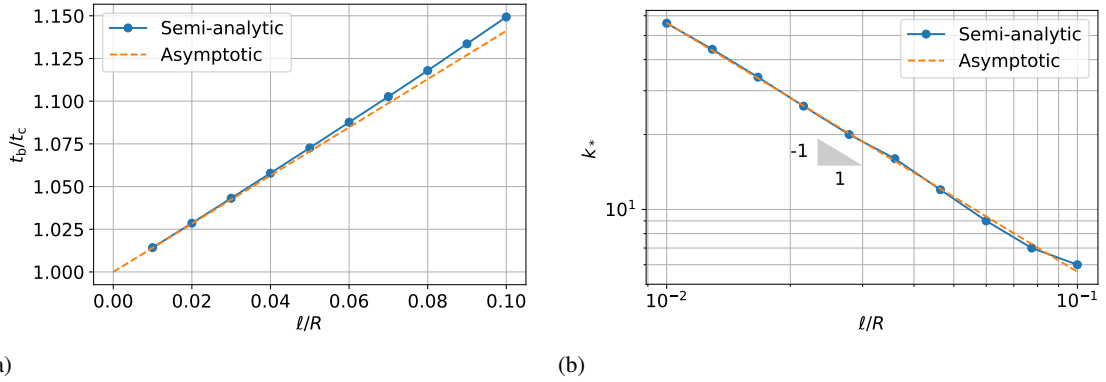 1.150
1.125
1.100
1.075
1.050
1.025
1.000
t_b/t_c
Semi-analytic
Asymptotic
0.00 0.02 0.04 0.06 0.08 0.10
ℓ/R
a)
k_*
10^1
Semi-analytic
Asymptotic
-1
1
10^−2 10^−1
ℓ/R
(b)